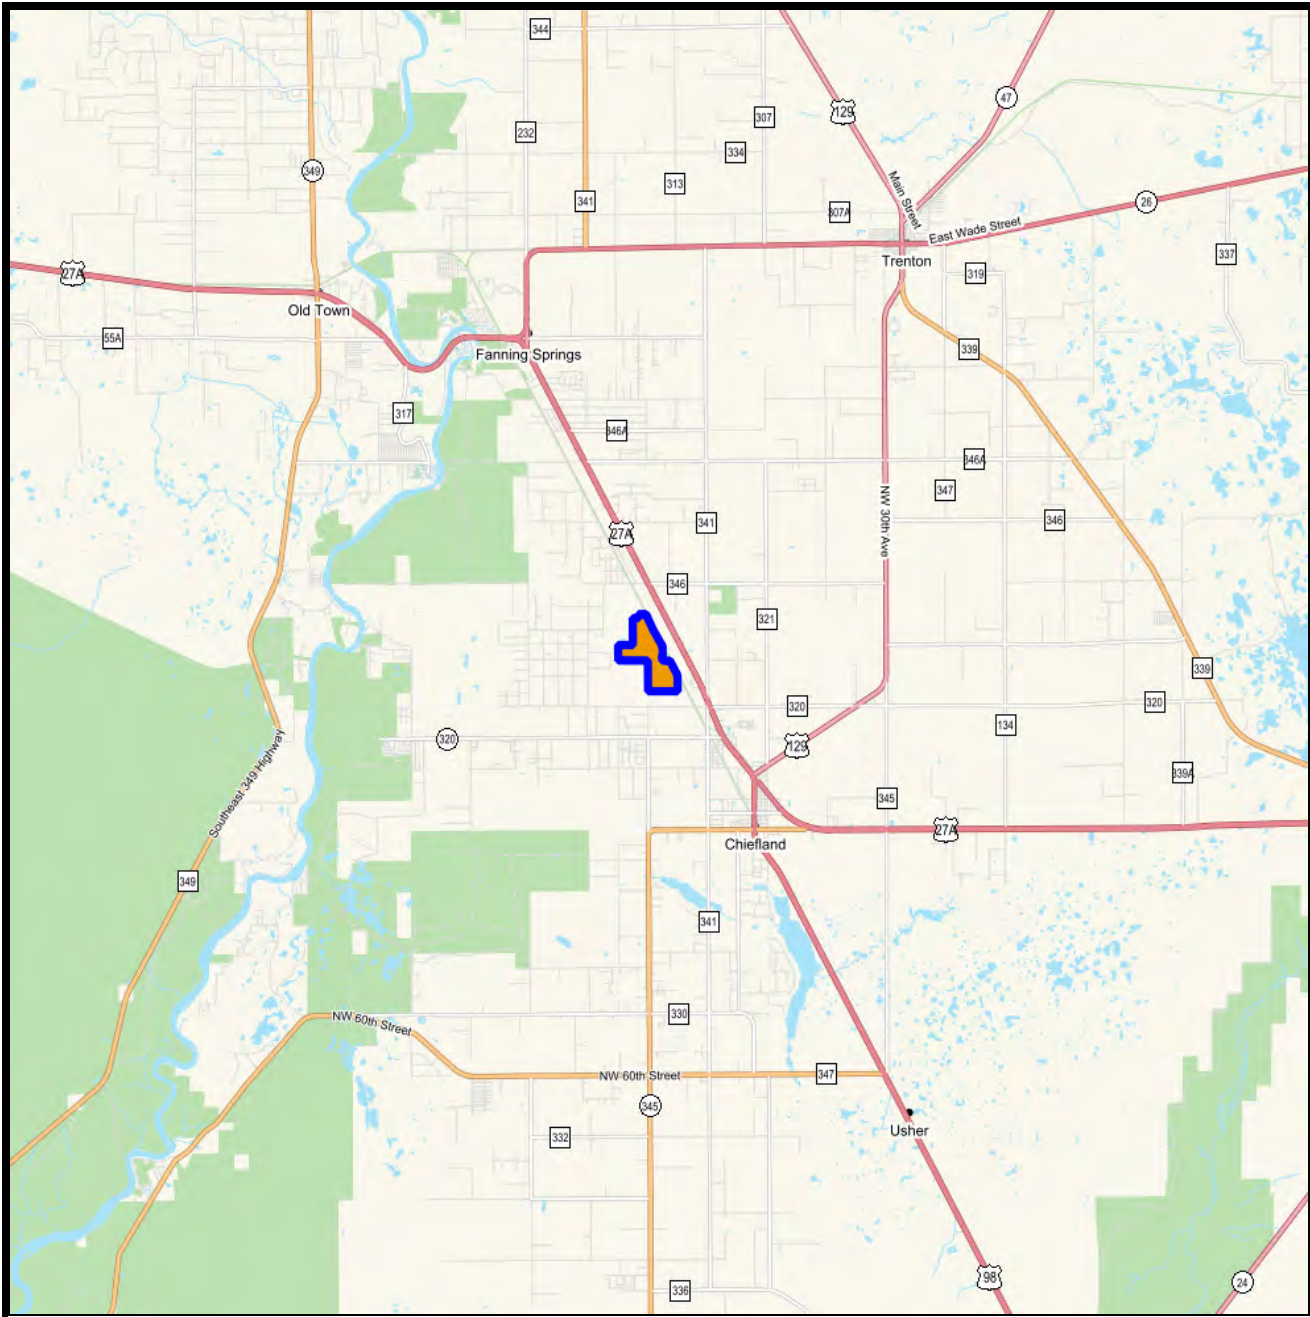 344
47
129
307
232
334
349
313
Main Street
341
307A
26
East Wade Street
337
Trenton
27A
319
Old Town
55A
339
Fanning Springs
317
346A
346A
347
NW 30th Ave
346
341
27A
346
321
339
320
320
134
129
320
Southeast 349 Highway
339A
345
27A
Chiefland
349
341
330
NW 60th Street
347
NW 60th Street
345
Usher
332
98
24
336